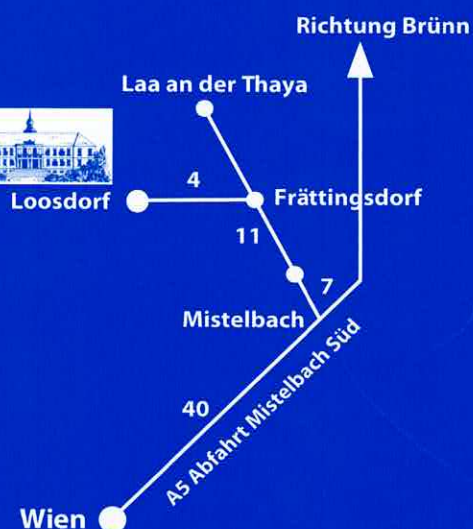 Richtung Brünn
Laa an der Thaya
4
Loosdorf
Frättingsdorf
11
7
Mistelbach
40
A5 Abfahrt Mistelbach Süd
Wien